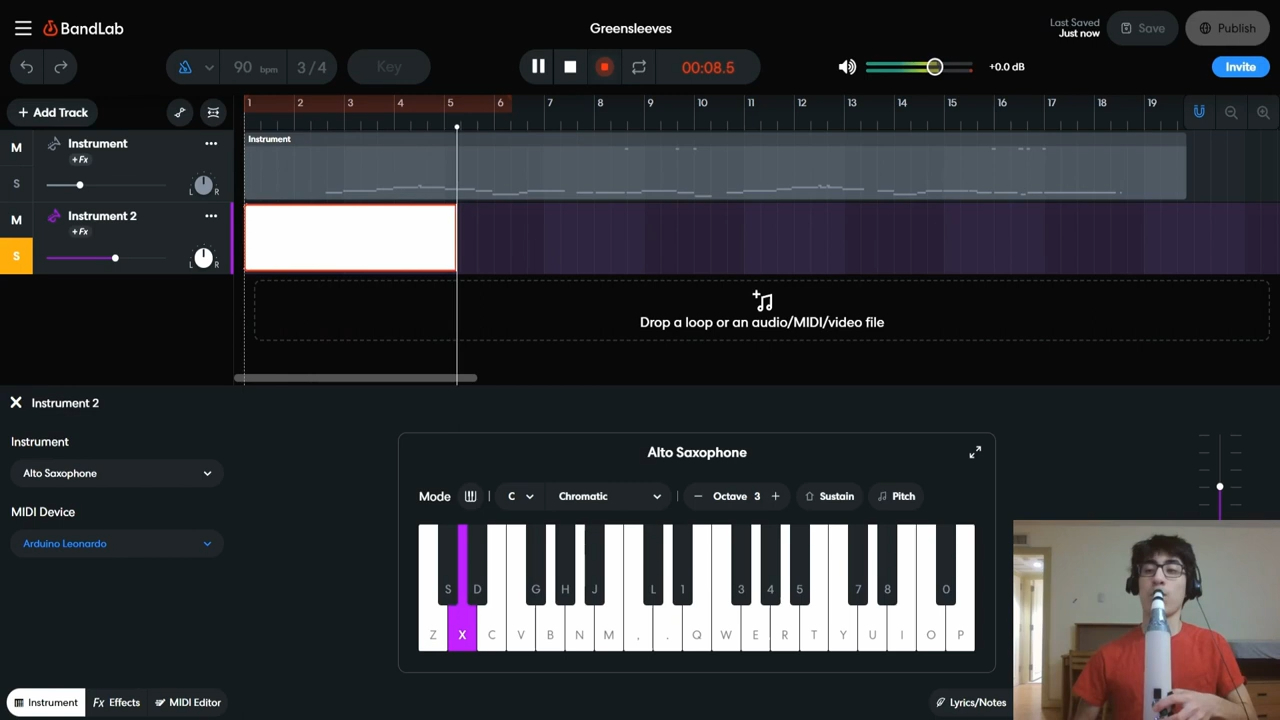 BandLab
Greensleeves
Last Saved
Just now
Save
Publish
90 bpm
3/4
Key
00:08.5
+0.0 dB
Invite
+ Add Track
1 2 3 4 5 6 7 8 9 10 11 12 13 14 15 16 17 18 19
M Instrument
+Fx
S
L R
Instrument
M Instrument 2
+Fx
S
L R
Drop a loop or an audio/MIDI/video file
Instrument 2
Instrument
Alto Saxophone
MIDI Device
Arduino Leonardo
Alto Saxophone
Mode
C
Chromatic
− Octave 3 +
Sustain
Pitch
S D G H J L 1 3 4 5 7 8 0
Z X C V B N M , . Q W E R T Y U I O P
Instrument
Fx Effects
MIDI Editor
Lyrics/Notes